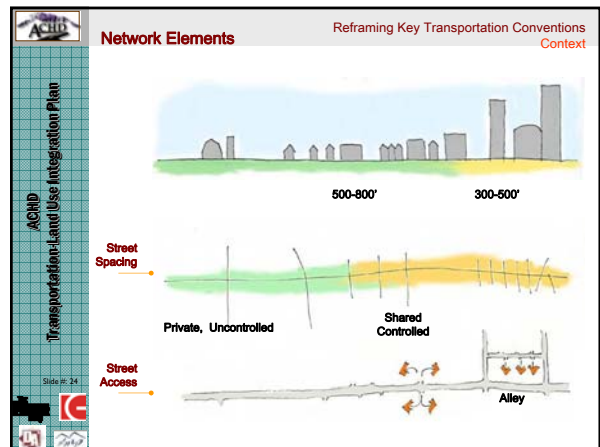 ACHD
Network Elements
Reframing Key Transportation Conventions
Context
ACHD
Transportation-Land Use Integration Plan
500-800'
300-500'
Street
Spacing
Private, Uncontrolled
Shared
Controlled
Street
Access
Alley
Slide #: 24